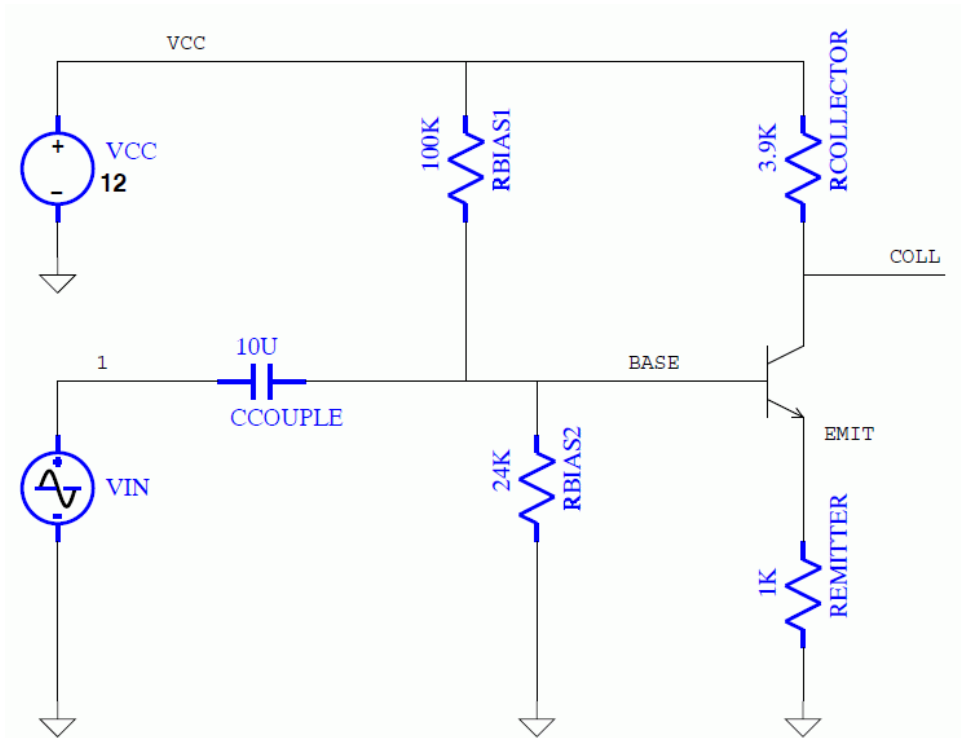 VCC
VCC
12
+
−
100K
RBIAS1
3.9K
RCOLLECTOR
COLL
1
10U
CCOUPLE
BASE
EMIT
VIN
24K
RBIAS2
1K
REMITTER